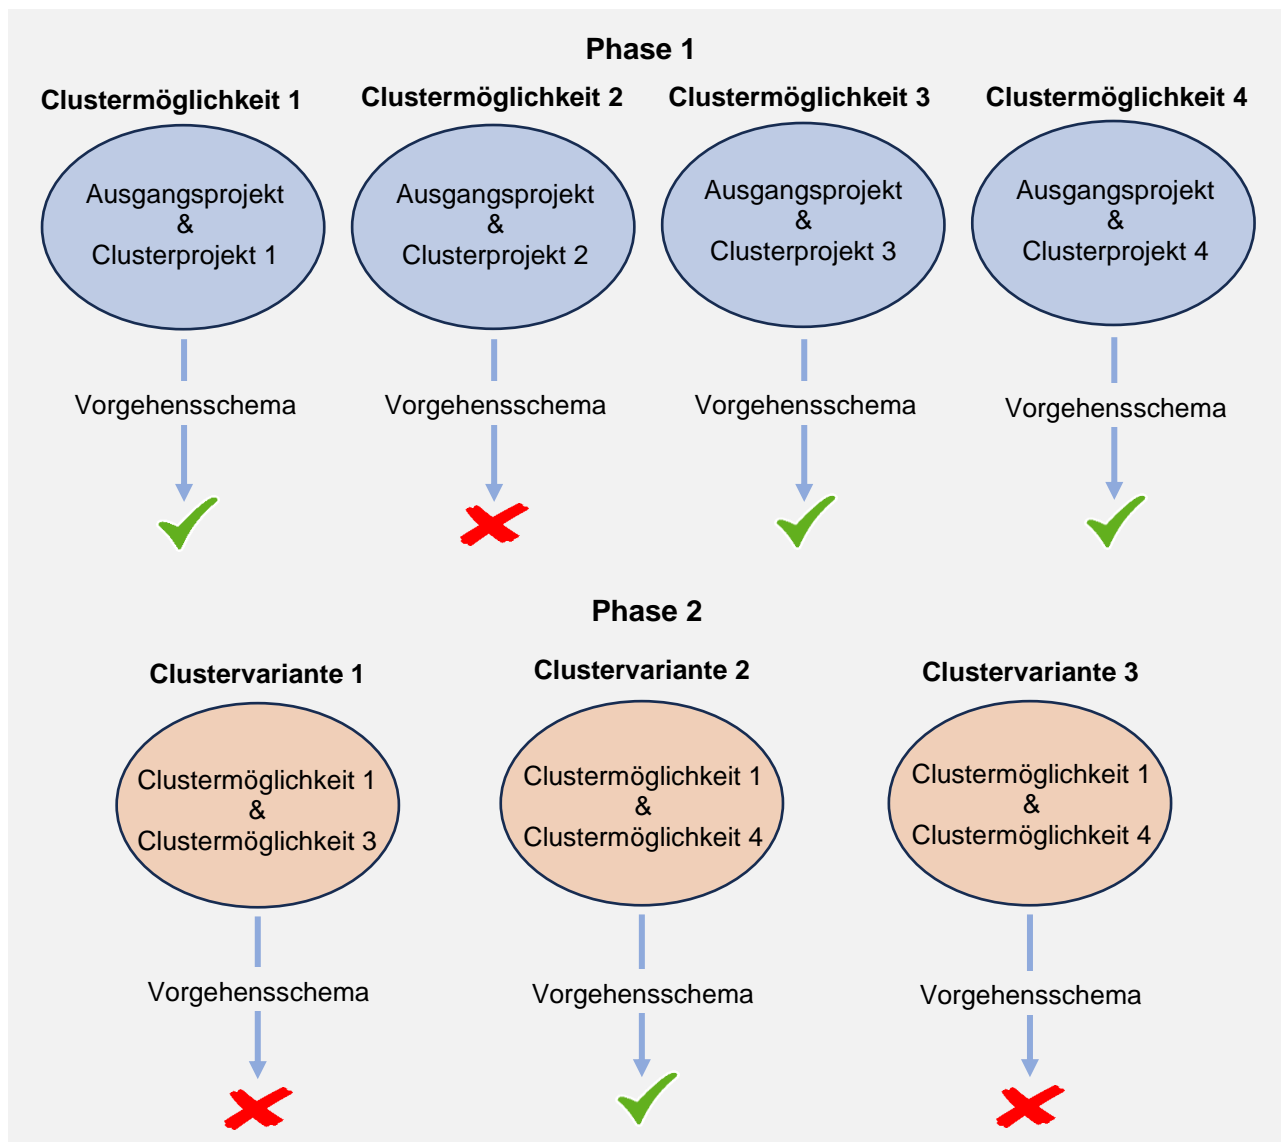 Phase 1
Clustermöglichkeit 1
Clustermöglichkeit 2
Clustermöglichkeit 3
Clustermöglichkeit 4
Ausgangsprojekt
&
Clusterprojekt 1
Ausgangsprojekt
&
Clusterprojekt 2
Ausgangsprojekt
&
Clusterprojekt 3
Ausgangsprojekt
&
Clusterprojekt 4
Vorgehensschema
Vorgehensschema
Vorgehensschema
Vorgehensschema
Phase 2
Clustervariante 1
Clustervariante 2
Clustervariante 3
Clustermöglichkeit 1
&
Clustermöglichkeit 3
Clustermöglichkeit 1
&
Clustermöglichkeit 4
Clustermöglichkeit 1
&
Clustermöglichkeit 4
Vorgehensschema
Vorgehensschema
Vorgehensschema